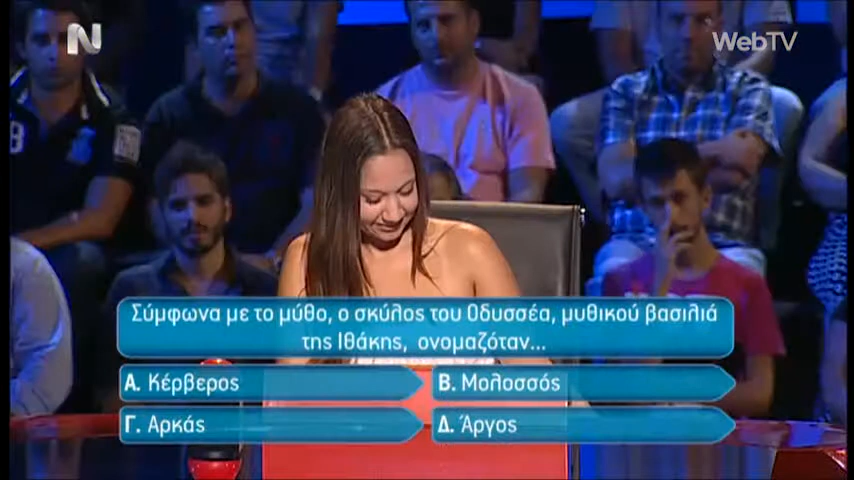 N
WebTV
Σύμφωνα με το μύθο, ο σκύλος του Οδυσσέα, μυθικού βασιλιά
της Ιθάκης, ονομαζόταν...
Α. Κέρβερος
Β. Μολοσσός
Γ. Αρκάς
Δ. Άργος